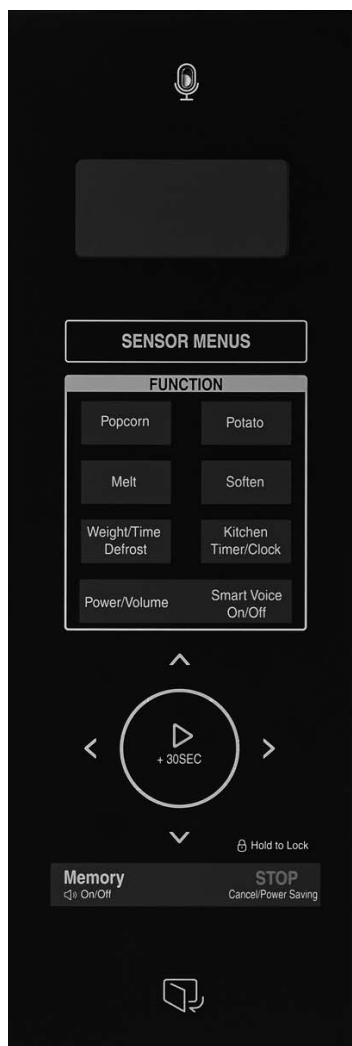 SENSOR MENUS
FUNCTION
Popcorn
Potato
Melt
Soften
Weight/Time
Defrost
Kitchen
Timer/Clock
Power/Volume
Smart Voice
On/Off
+ 30SEC
Hold to Lock
Memory
On/Off
STOP
Cancel/Power Saving